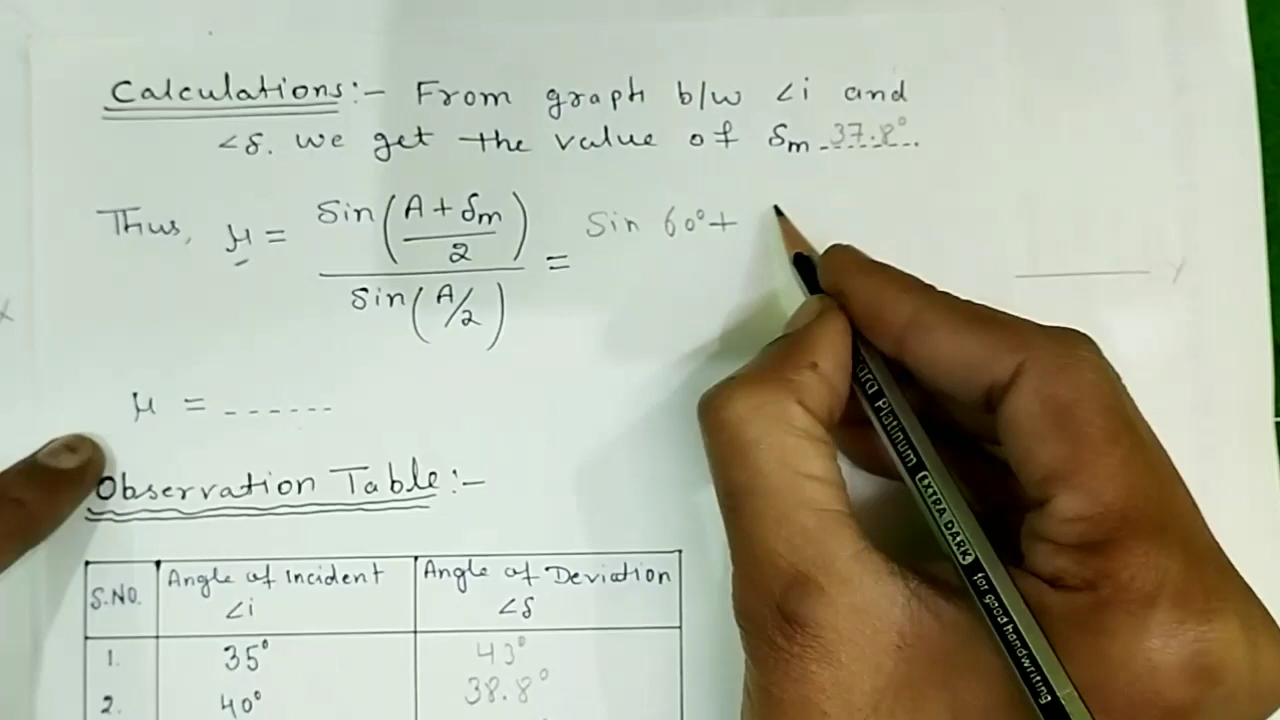 Calculations:- From graph b/w ∠i and
∠δ. we get the value of δm 37.8°.
Thus, μ = sin(A + δm / 2) / sin(A/2) = Sin 60° +
μ = ------
Observation Table:-
S.NO. Angle of Incident ∠i Angle of Deviation ∠δ
1. 35° 43°
2. 40° 38.8°
Platinum EXTRA DARK for good handwriting